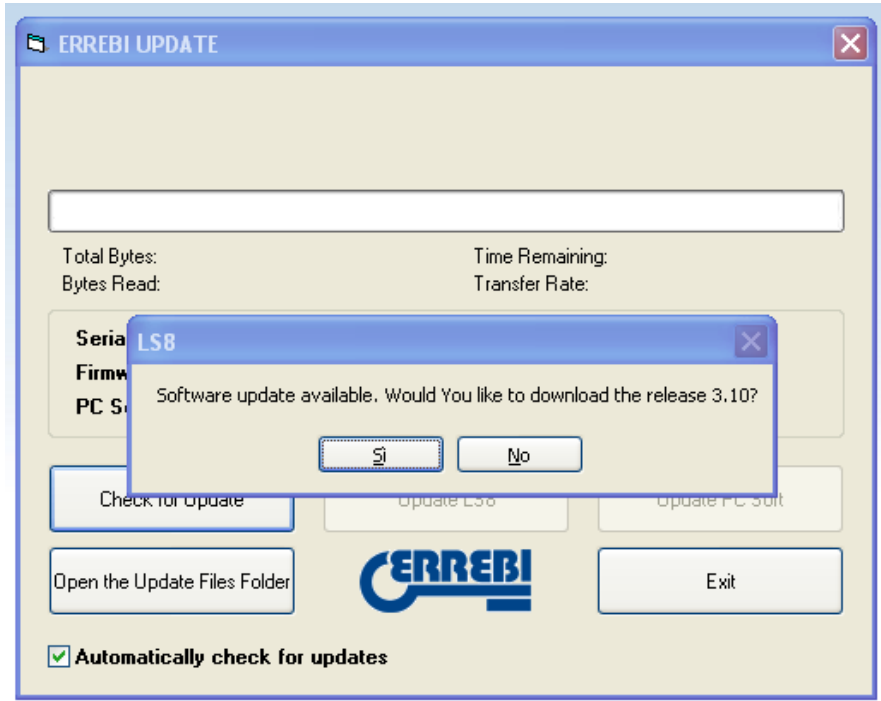 ERREBI UPDATE
Total Bytes:
Time Remaining:
Bytes Read:
Transfer Rate:
LS8
Software update available. Would You like to download the release 3.10?
Sì
No
Check for Update
Update LS8
Update PC Soft
Open the Update Files Folder
ERREBI
Exit
Automatically check for updates